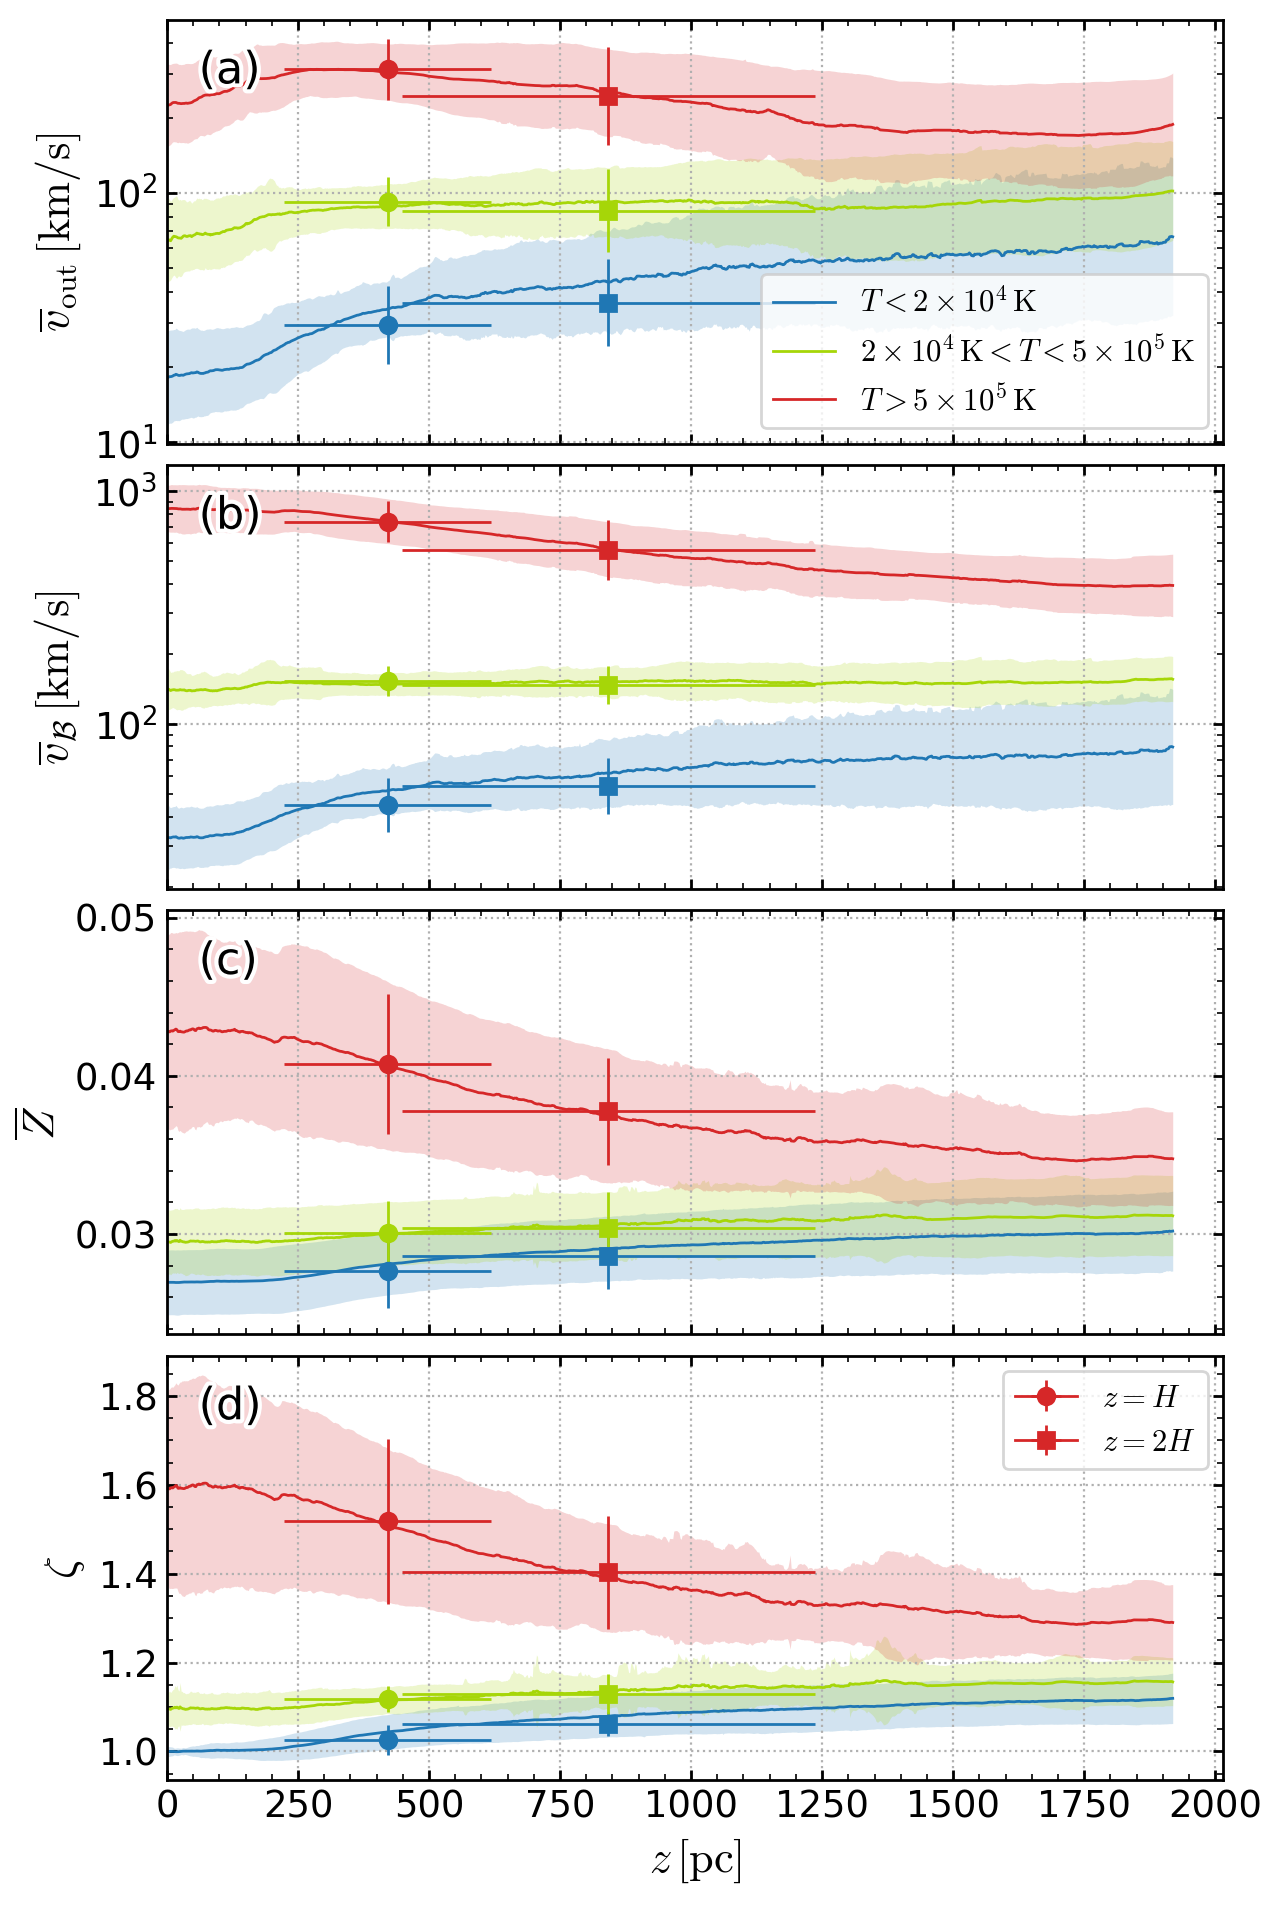 (a)
10²
10¹
v̅_out [km/s]
T < 2 × 10⁴ K
2 × 10⁴ K < T < 5 × 10⁵ K
T > 5 × 10⁵ K
(b)
10³
10²
v̅_ℬ [km/s]
(c)
0.05
0.04
0.03
Z̅
(d)
1.8
1.6
1.4
1.2
1.0
ζ
z = H
z = 2H
0 250 500 750 1000 1250 1500 1750 2000
z [pc]